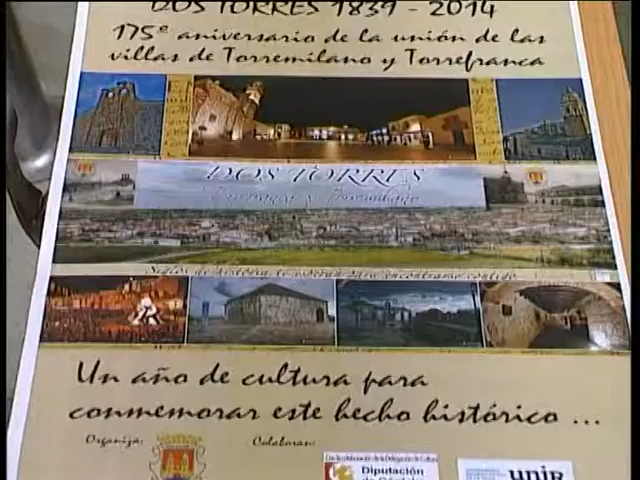 DOS TORRES 1839 - 2014
175º aniversario de la unión de las
villas de Torremilano y Torrefranca
DOS TORRES
Un año de cultura para
conmemorar este hecho histórico ...
Organiza:
Colaboran:
Diputación
unir